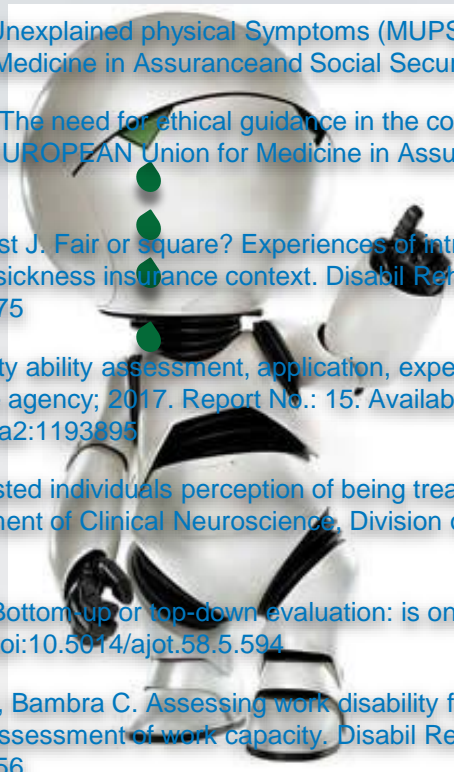 Unexplained physical Symptoms (MUPS
Medicine in Assuranceand Social Secur
The need for ethical guidance in the co
UROPEAN Union for Medicine in Assu
st J. Fair or square? Experiences of intr
sickness insurance context. Disabil Reh
75
ty ability assessment, application, expe
agency; 2017. Report No.: 15. Availab
a2:1193895
sted individuals perception of being trea
ment of Clinical Neuroscience, Division o
Bottom-up or top-down evaluation: is on
oi:10.5014/ajot.58.5.594
, Bambra C. Assessing work disability f
ssessment of work capacity. Disabil Re
56